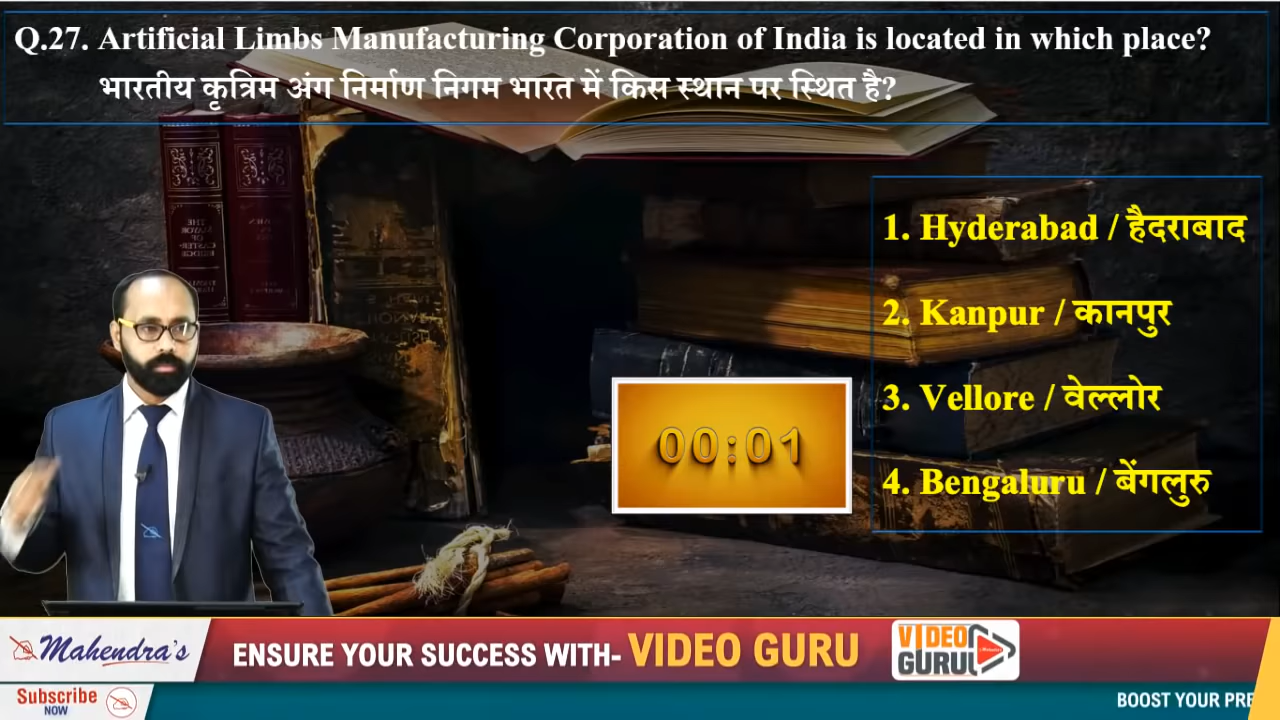 Q.27. Artificial Limbs Manufacturing Corporation of India is located in which place?
भारतीय कृत्रिम अंग निर्माण निगम भारत में किस स्थान पर स्थित है?
1. Hyderabad / हैदराबाद
2. Kanpur / कानपुर
3. Vellore / वेल्लोर
4. Bengaluru / बेंगलुरु
00:01
Mahendra's
ENSURE YOUR SUCCESS WITH- VIDEO GURU
VIDEO
GURU
Subscribe
NOW
BOOST YOUR PRE